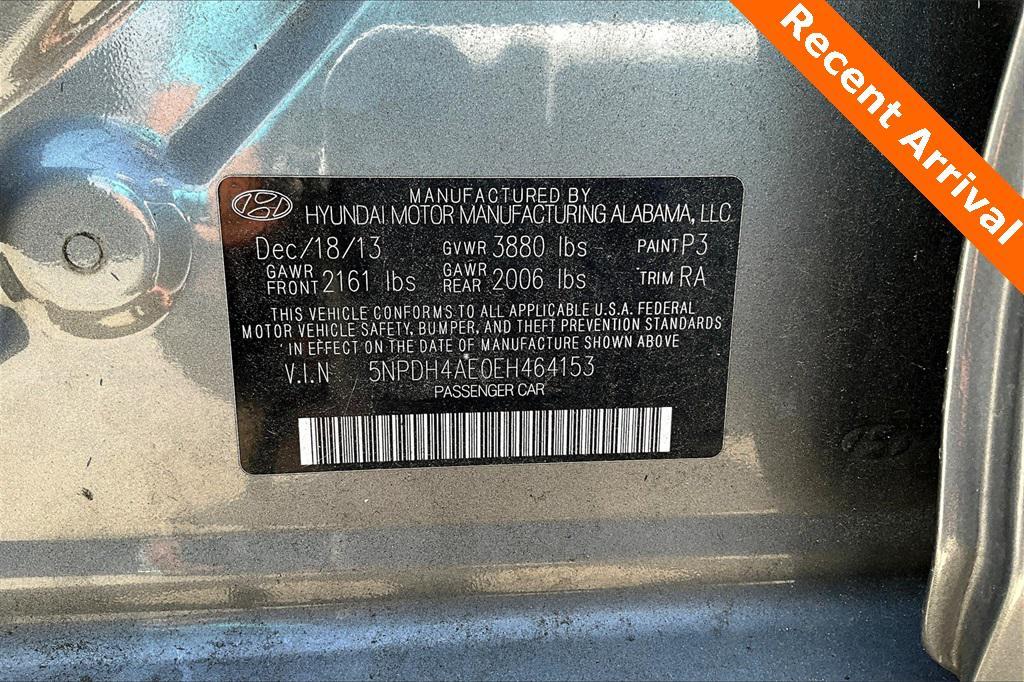 Recent Arrival
MANUFACTURED BY
HYUNDAI MOTOR MANUFACTURING ALABAMA, LLC
Dec/18/13 GVWR 3880 lbs PAINT P3
GAWR FRONT 2161 lbs GAWR REAR 2006 lbs TRIM RA
THIS VEHICLE CONFORMS TO ALL APPLICABLE U.S.A. FEDERAL
MOTOR VEHICLE SAFETY, BUMPER, AND THEFT PREVENTION STANDARDS
IN EFFECT ON THE DATE OF MANUFACTURE SHOWN ABOVE
V.I.N 5NPDH4AE0EH464153
PASSENGER CAR